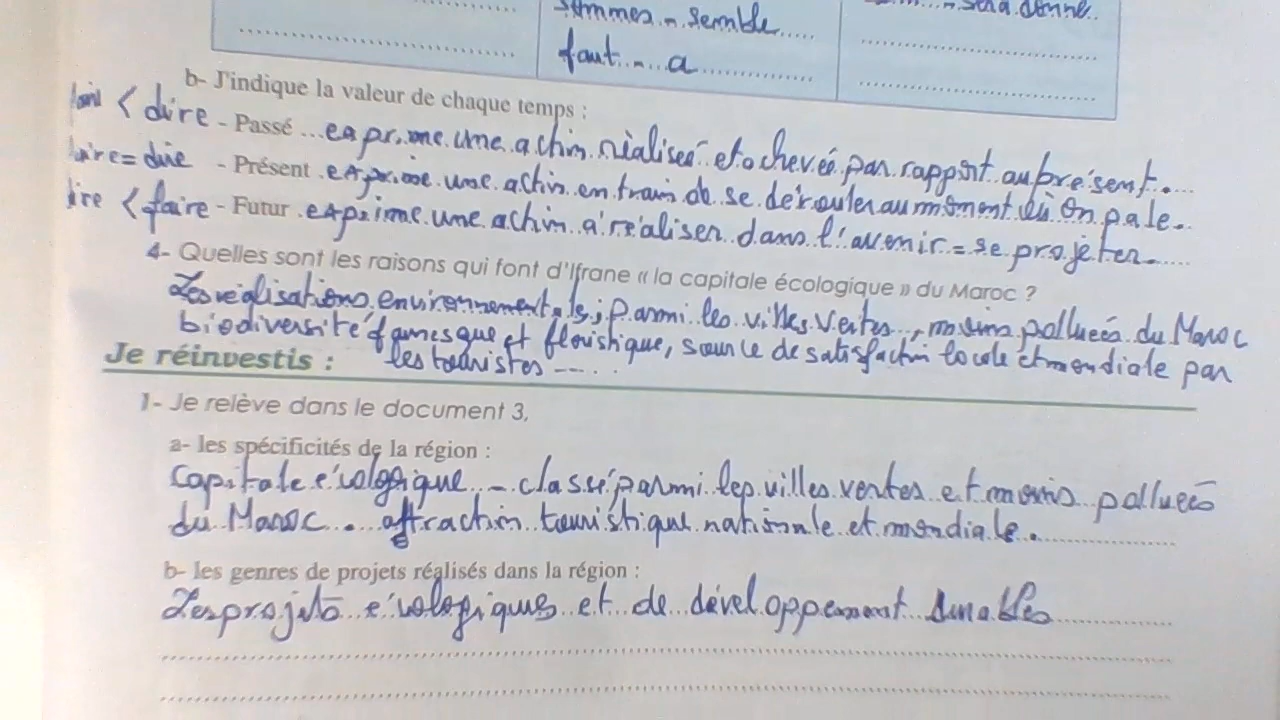 sommes - semble ..... sera donné..
faut.... a
b- J'indique la valeur de chaque temps :
< dire - Passé ...exprime une action réalisée et achevée par rapport au présent.
faire = dire - Présent exprime une action en train de se dérouler au moment où on pale.
dire < faire - Futur exprime une action à réaliser dans l'avenir = se projeter.
4- Quelles sont les raisons qui font d'Ifrane « la capitale écologique » du Maroc ?
Les réalisations environnementales ; parmi les villes vertes, moins polluées du Maroc
biodiversité faunesque et floristique, source de satisfaction locale et mondiale par
Je réinvestis : les touristes ----.
1- Je relève dans le document 3,
a- les spécificités de la région :
Capitale écologique - classé parmi les villes vertes et moins polluées
du Maroc .. attraction touristique nationale et mondiale.
b- les genres de projets réalisés dans la région :
Les projets écologiques et de développement durables